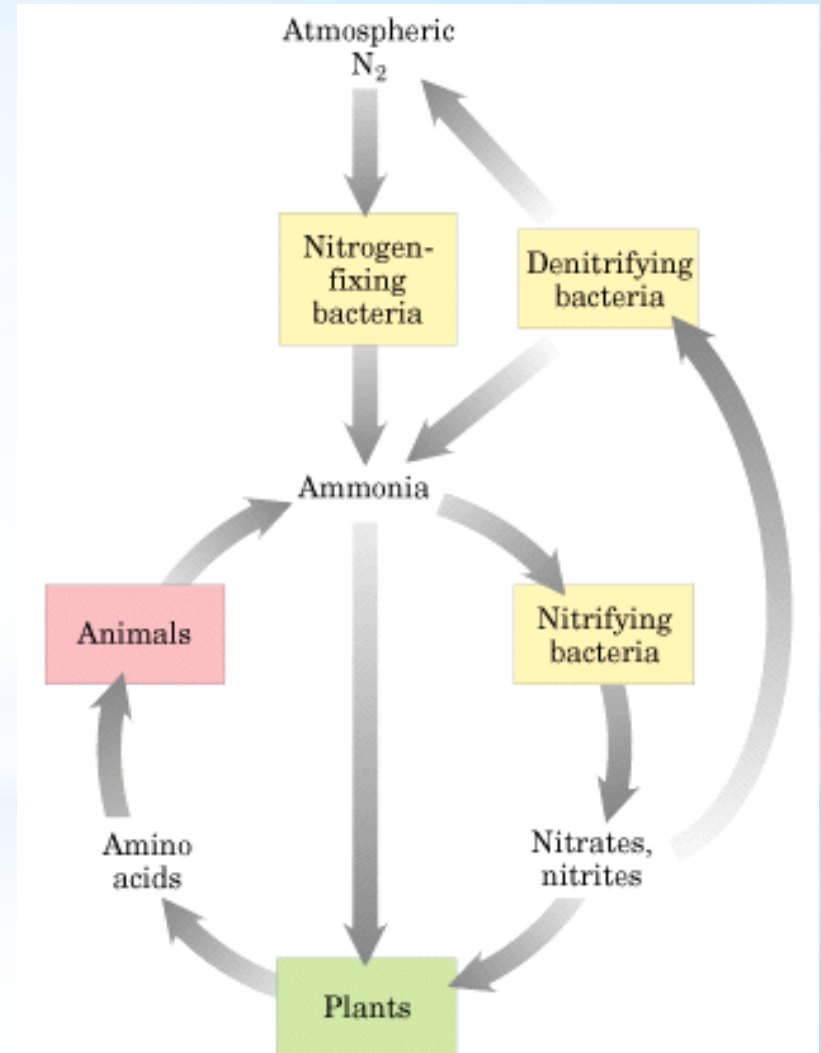 Atmospheric
N₂
Nitrogen-
fixing
bacteria
Denitrifying
bacteria
Ammonia
Animals
Nitrifying
bacteria
Amino
acids
Nitrates,
nitrites
Plants